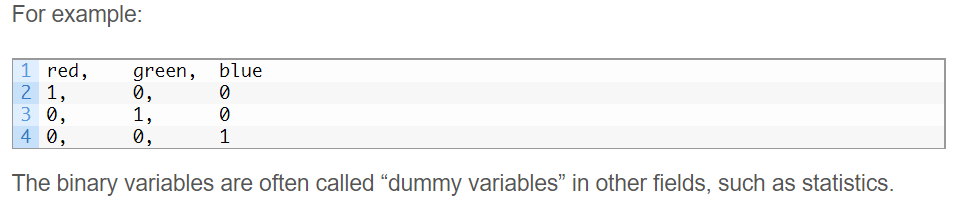 For example:
1 red, green, blue
2 1, 0, 0
3 0, 1, 0
4 0, 0, 1
The binary variables are often called “dummy variables” in other fields, such as statistics.